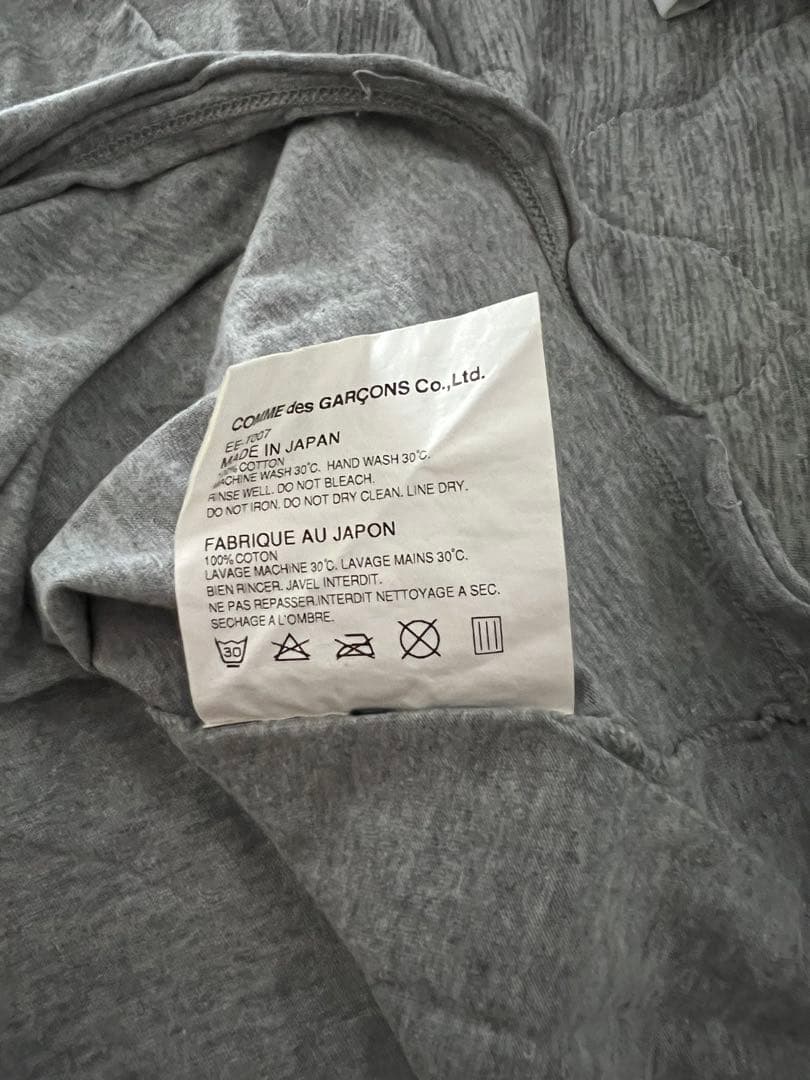 COMME des GARÇONS Co.,Ltd.
EE-T007
MADE IN JAPAN
100% COTTON
MACHINE WASH 30℃. HAND WASH 30℃.
RINSE WELL. DO NOT BLEACH.
DO NOT IRON. DO NOT DRY CLEAN. LINE DRY.
FABRIQUE AU JAPON
100% COTON
LAVAGE MACHINE 30℃. LAVAGE MAINS 30℃.
BIEN RINCER. JAVEL INTERDIT.
NE PAS REPASSER.INTERDIT NETTOYAGE A SEC.
SECHAGE A L'OMBRE.
30